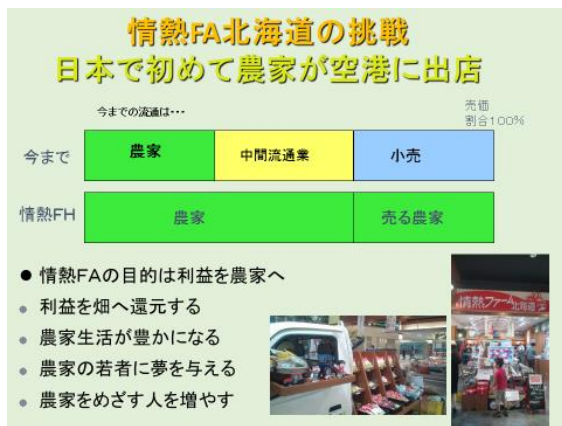 情熱FA北海道の挑戦
日本で初めて農家が空港に出店
今までの流通は･･･
売価
割合100%
今まで
農家
中間流通業
小売
情熱FH
農家
売る農家
● 情熱FAの目的は利益を農家へ
● 利益を畑へ還元する
● 農家生活が豊かになる
● 農家の若者に夢を与える
● 農家をめざす人を増やす
情熱ファーム北海道